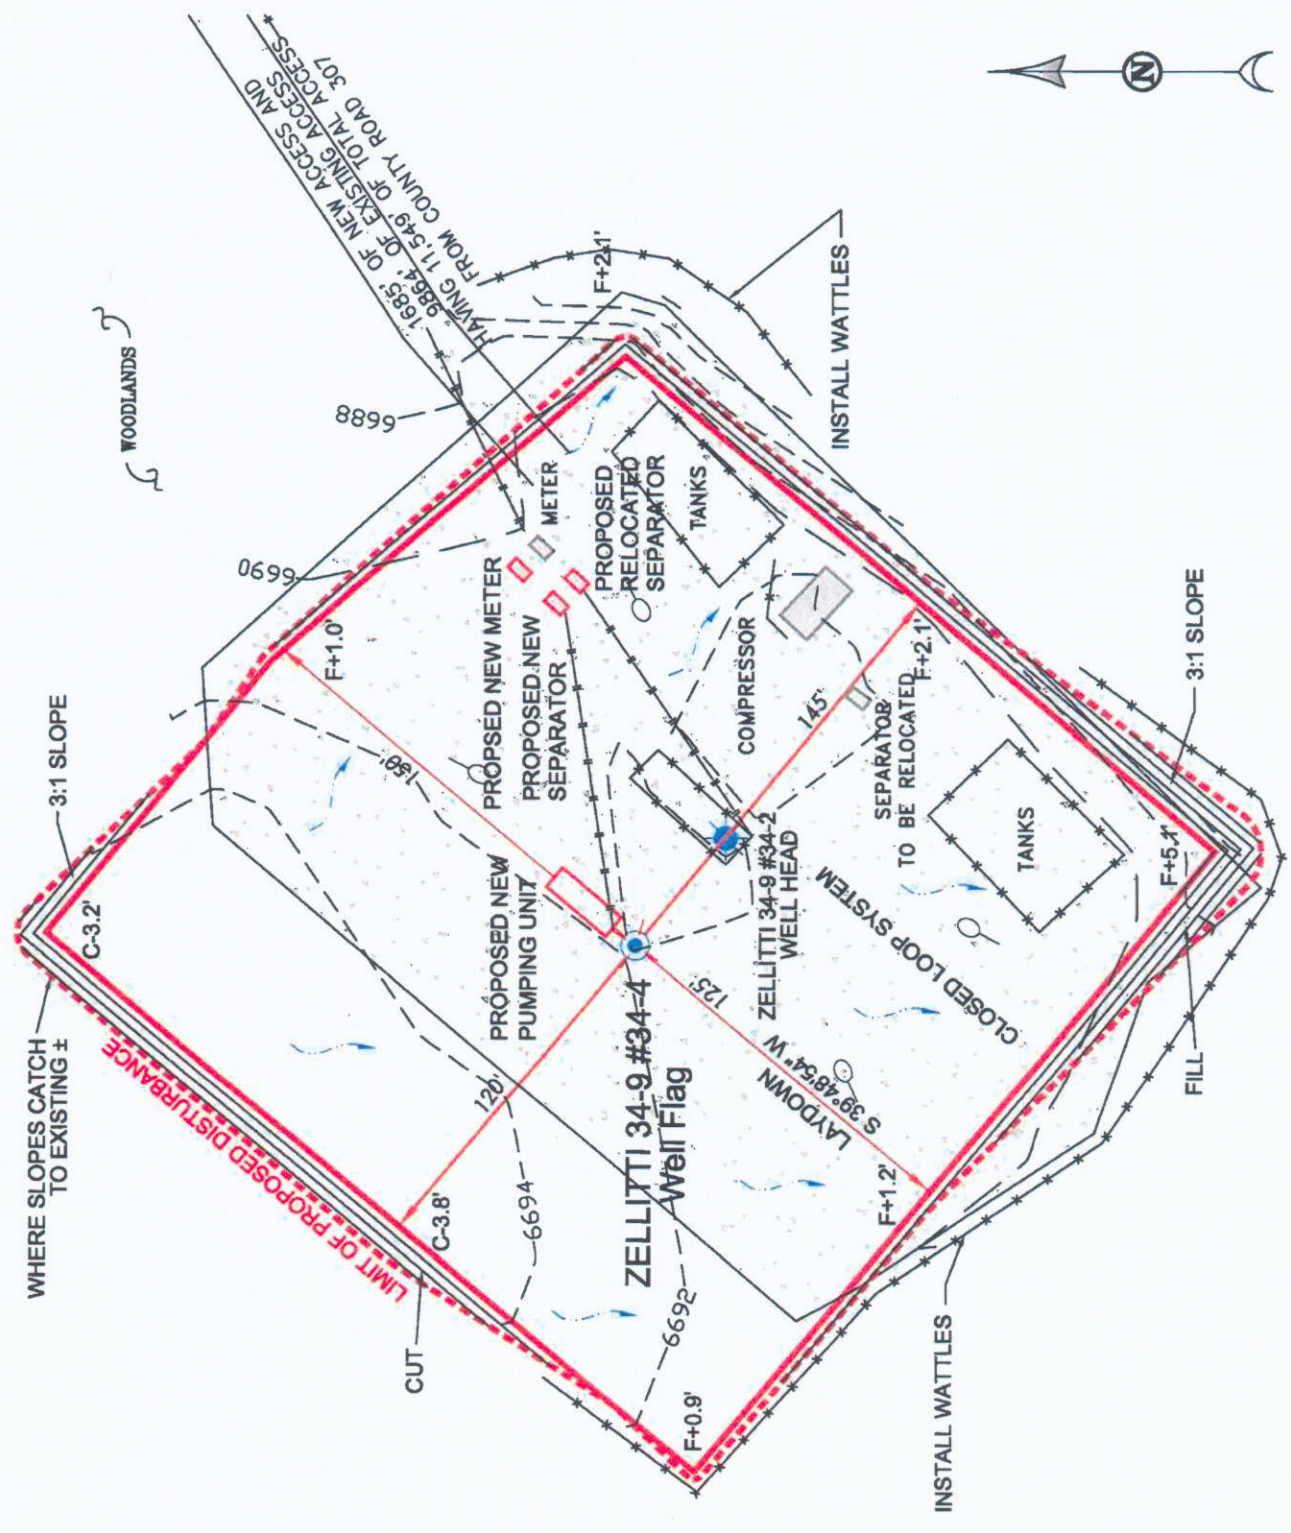 1685' OF NEW ACCESS AND
9864' OF EXISTING ACCESS
HAVING 11,549' OF TOTAL ACCESS
FROM COUNTY ROAD 307
N
WOODLANDS
6688
6690
F+2.1'
INSTALL WATTLES
METER
PROPOSED
RELOCATED
SEPARATOR
TANKS
PROPSED NEW METER
PROPOSED NEW
SEPARATOR
F+1.0'
3:1 SLOPE
150'
COMPRESSOR
145'
F+2.1'
SEPARATOR
TO BE RELOCATED
3:1 SLOPE
TANKS
F+5.1'
C-3.2'
WHERE SLOPES CATCH
TO EXISTING ±
LIMIT OF PROPOSED DISTURBANCE
PROPOSED NEW
PUMPING UNIT
ZELLITTI 34-9 #34-2
WELL HEAD
CLOSED LOOP SYSTEM
125'
120'
ZELLITTI 34-9 #34-4
Well Flag
LAYDOWN
S 39°48'54" W
FILL
F+1.2'
C-3.8'
6694
6692
CUT
F+0.9'
INSTALL WATTLES